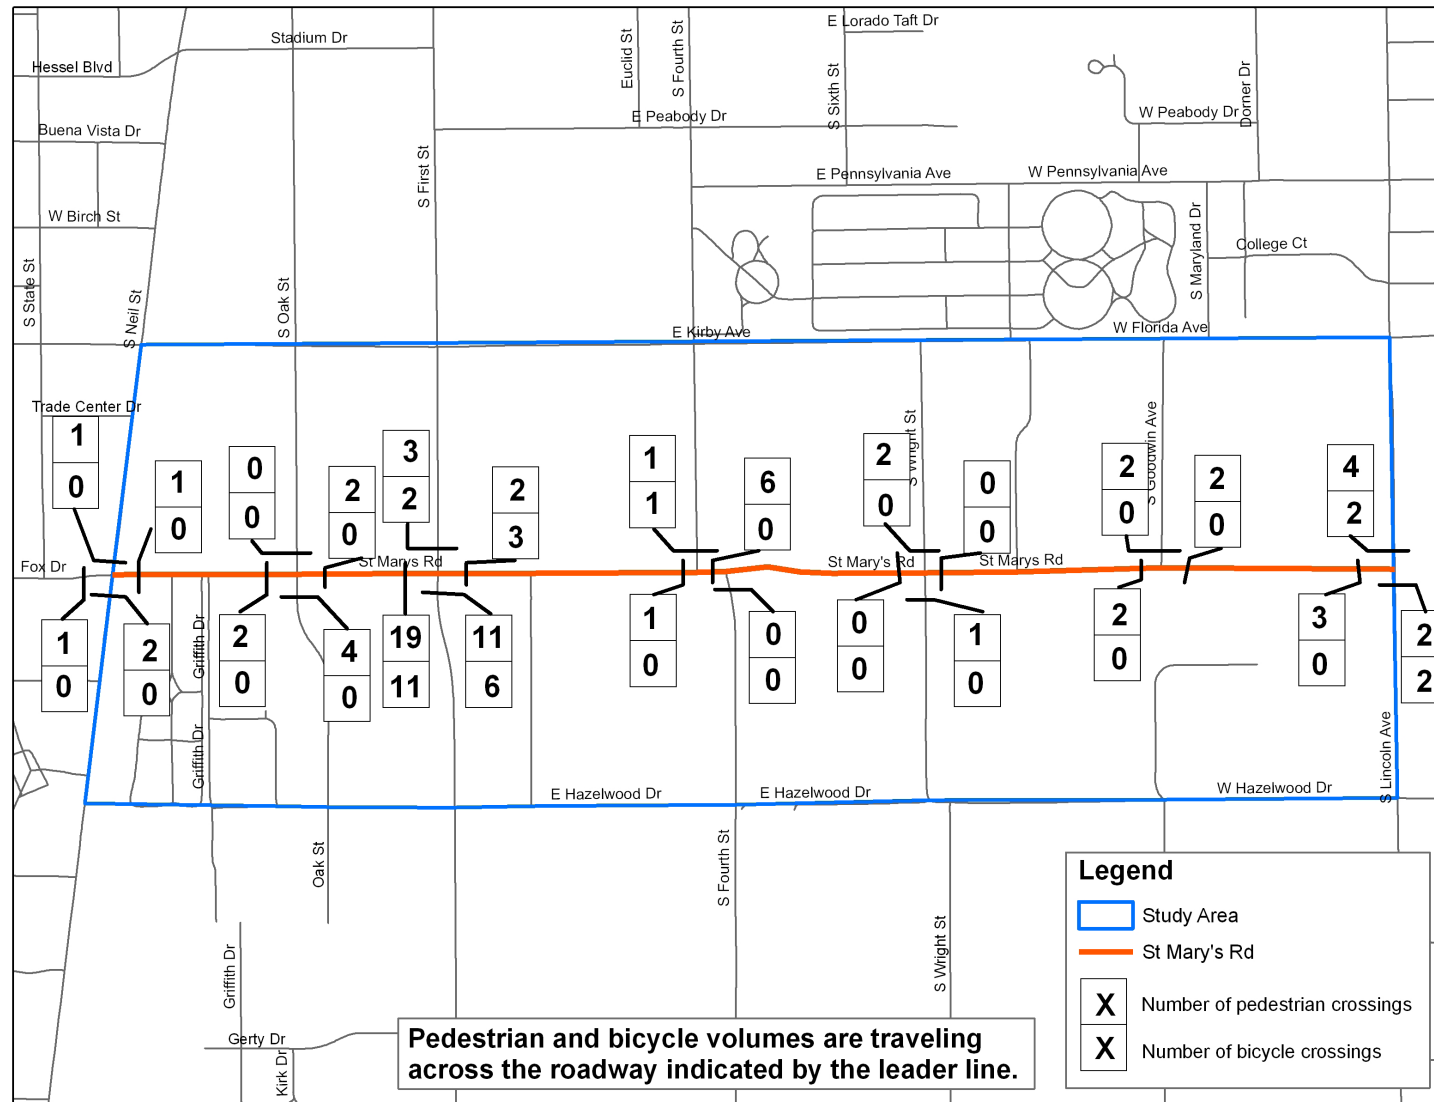 E Lorado Taft Dr
Stadium Dr
Euclid St
S Fourth St
Hessel Blvd
S Sixth St
Dorner Dr
E Peabody Dr
W Peabody Dr
Buena Vista Dr
S First St
E Pennsylvania Ave
W Pennsylvania Ave
W Birch St
S Maryland Dr
College Ct
S State St
S Neil St
S Oak St
E Kirby Ave
W Florida Ave
Trade Center Dr
S Wright St
S Goodwin Ave
1
0
1
0
0
0
2
0
3
2
2
3
1
1
6
0
2
0
0
0
2
0
2
0
4
2
Fox Dr
St Marys Rd
St Mary's Rd
St Marys Rd
1
0
2
0
2
0
4
0
19
11
11
6
1
0
0
0
0
0
1
0
2
0
3
0
2
2
Griffith Dr
Griffith Dr
S Lincoln Ave
E Hazelwood Dr
E Hazelwood Dr
W Hazelwood Dr
Oak St
S Fourth St
S Wright St
Griffith Dr
Gerty Dr
Kirk Dr
Pedestrian and bicycle volumes are traveling
across the roadway indicated by the leader line.
Legend
Study Area
St Mary's Rd
X
Number of pedestrian crossings
X
Number of bicycle crossings